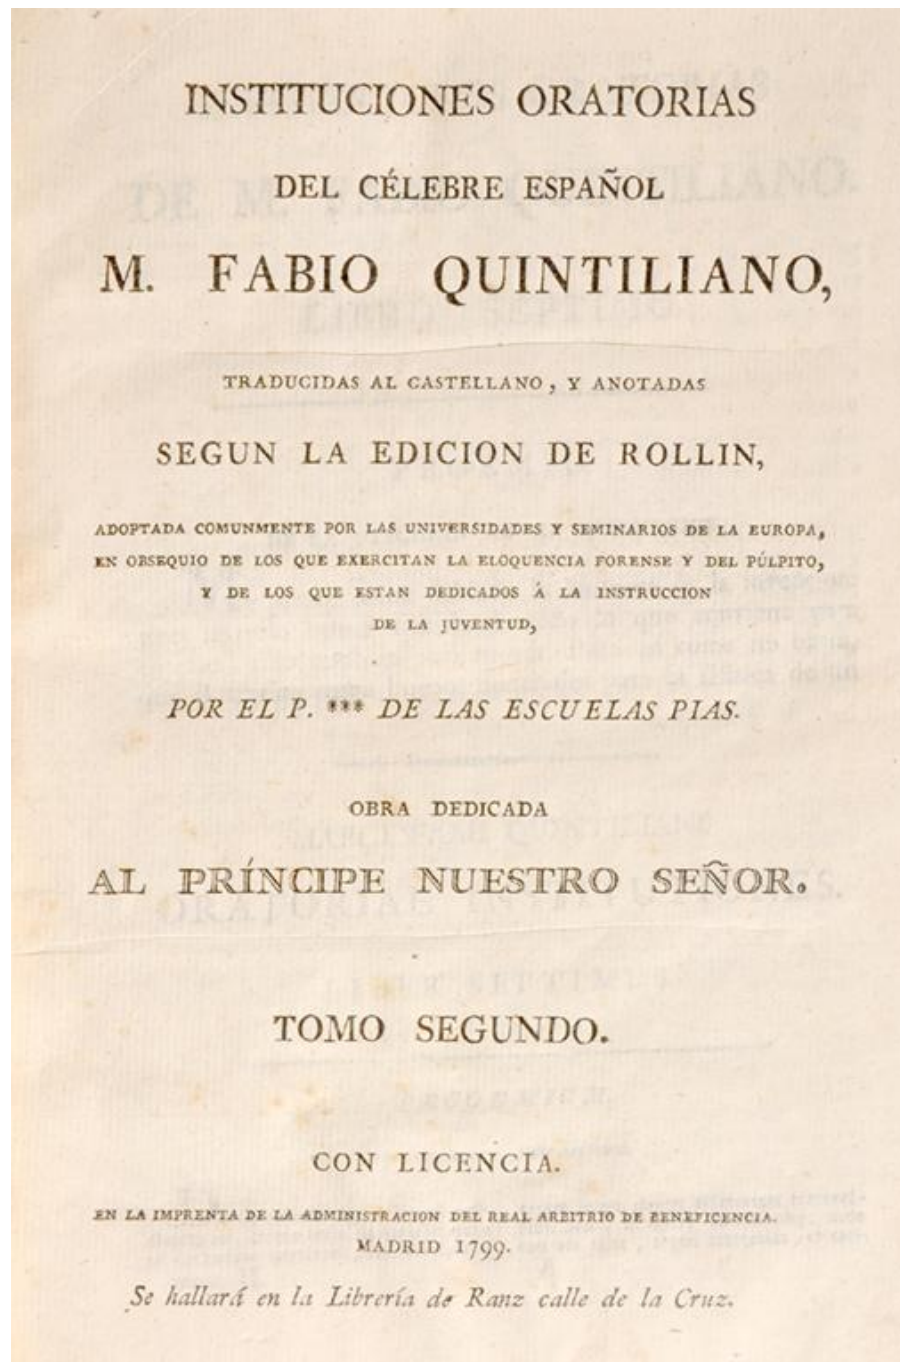 INSTITUCIONES ORATORIAS
DEL CÉLEBRE ESPAÑOL
M. FABIO QUINTILIANO,
TRADUCIDAS AL CASTELLANO, Y ANOTADAS
SEGUN LA EDICION DE ROLLIN,
ADOPTADA COMUNMENTE POR LAS UNIVERSIDADES Y SEMINARIOS DE LA EUROPA,
EN OBSEQUIO DE LOS QUE EXERCITAN LA ELOQUENCIA FORENSE Y DEL PÚLPITO,
Y DE LOS QUE ESTAN DEDICADOS Á LA INSTRUCCION
DE LA JUVENTUD,
POR EL P. *** DE LAS ESCUELAS PIAS.
OBRA DEDICADA
AL PRÍNCIPE NUESTRO SEÑOR.
TOMO SEGUNDO.
CON LICENCIA.
EN LA IMPRENTA DE LA ADMINISTRACION DEL REAL ARBITRIO DE BENEFICENCIA.
MADRID 1799.
Se hallará en la Librería de Ranz calle de la Cruz.